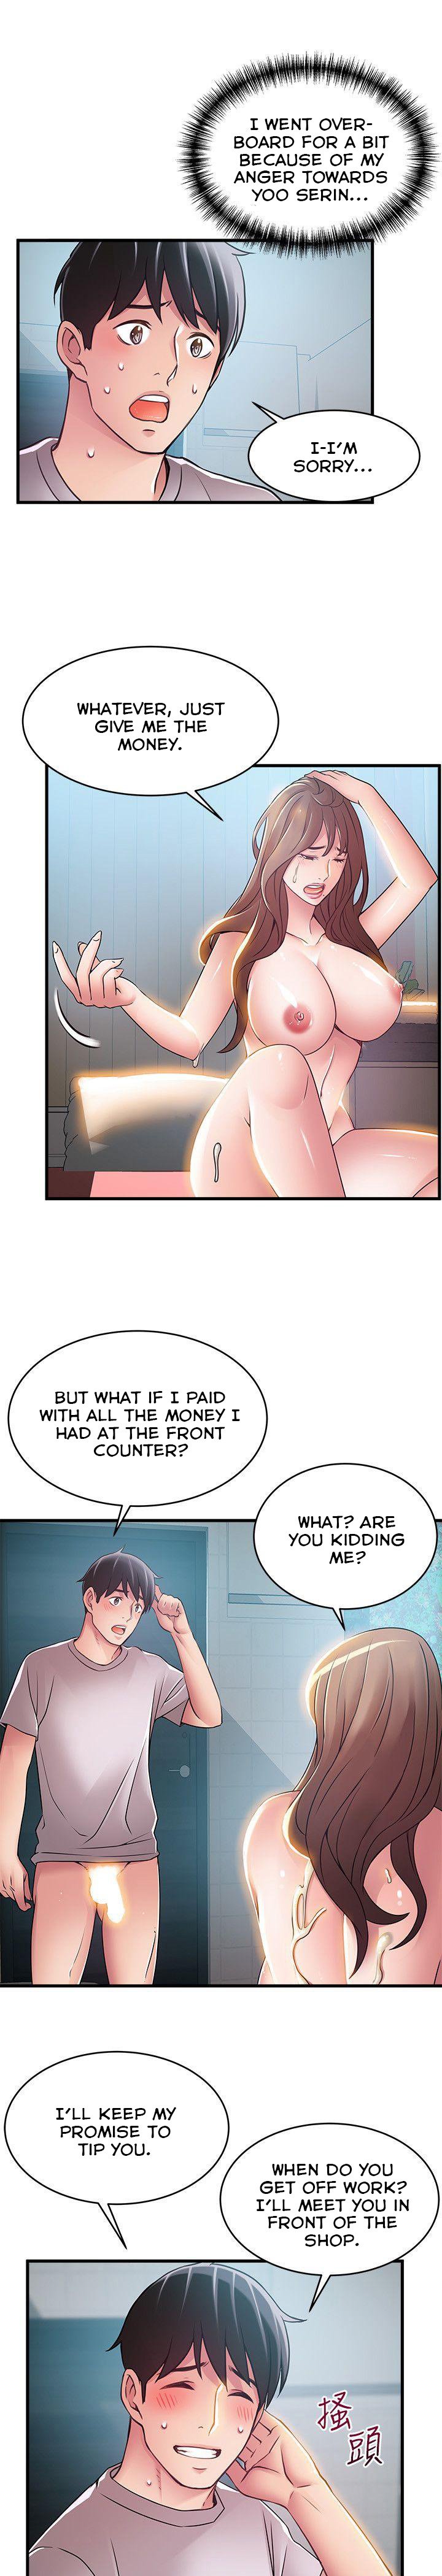 I WENT OVER-
BOARD FOR A BIT
BECAUSE OF MY
ANGER TOWARDS
YOO SERIN...
I-I'M
SORRY...
WHATEVER, JUST
GIVE ME THE
MONEY.
BUT WHAT IF I PAID
WITH ALL THE MONEY I
HAD AT THE FRONT
COUNTER?
WHAT? ARE
YOU KIDDING
ME?
I'LL KEEP MY
PROMISE TO
TIP YOU.
WHEN DO YOU
GET OFF WORK?
I'LL MEET YOU IN
FRONT OF THE
SHOP.
搔
頭